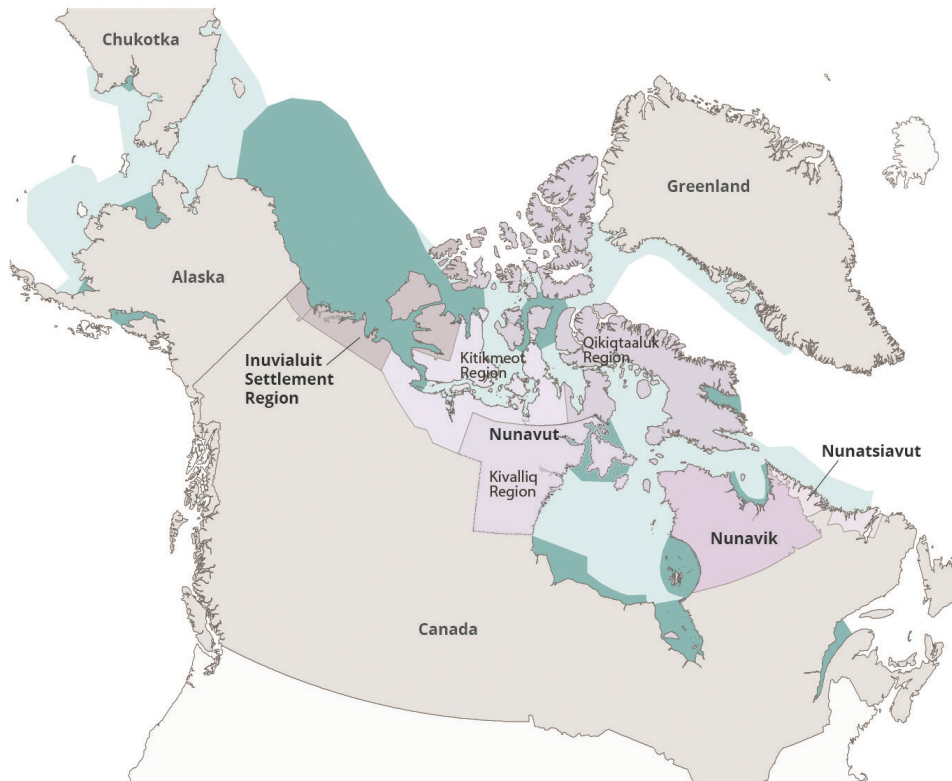 Chukotka
Greenland
Alaska
Inuvialuit
Settlement
Region
Kitikmeot
Region
Qikiqtaaluk
Region
Nunavut
Kivalliq
Region
Nunatsiavut
Nunavik
Canada